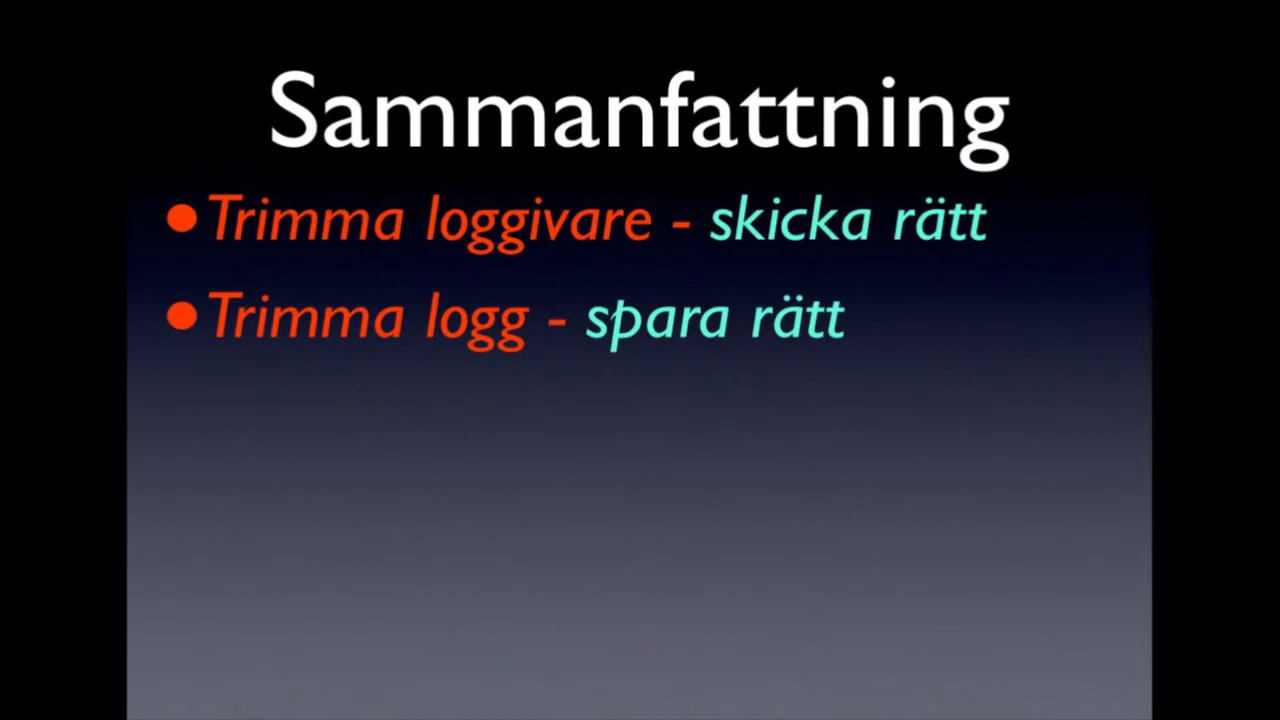 Sammanfattning
•Trimma loggivare - skicka rätt
•Trimma logg - spara rätt